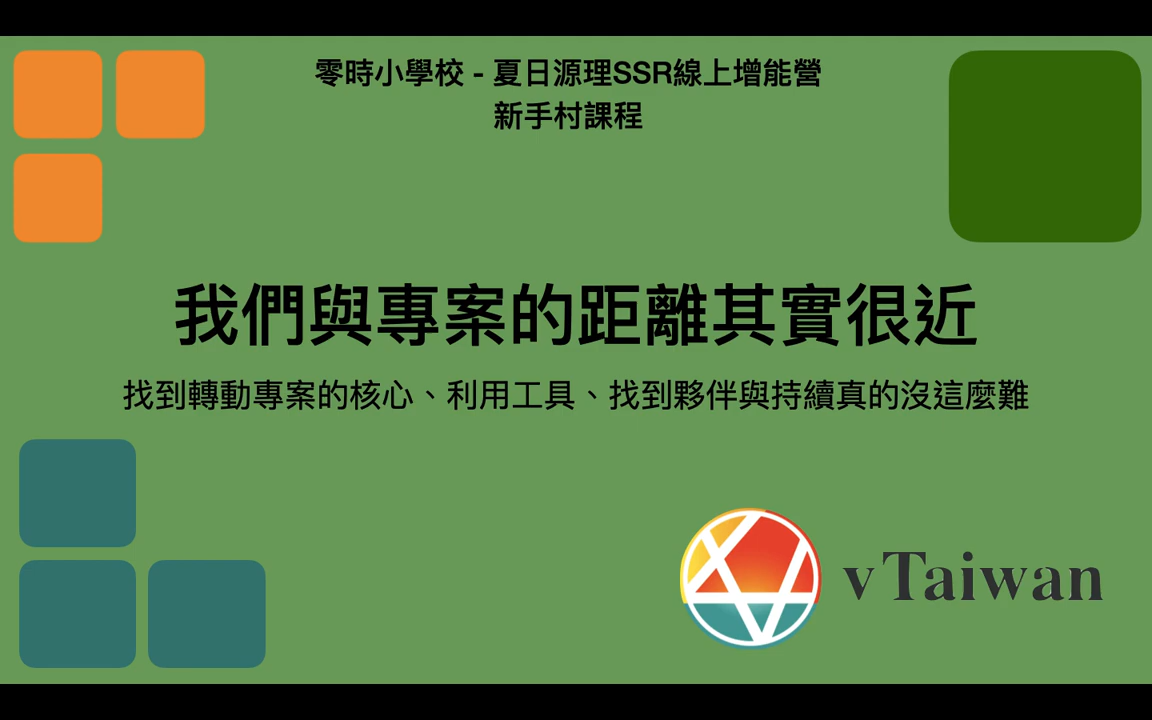 零時小學校 - 夏日源理SSR線上增能營
新手村課程
我們與專案的距離其實很近
找到轉動專案的核心、利用工具、找到夥伴與持續真的沒這麼難
vTaiwan